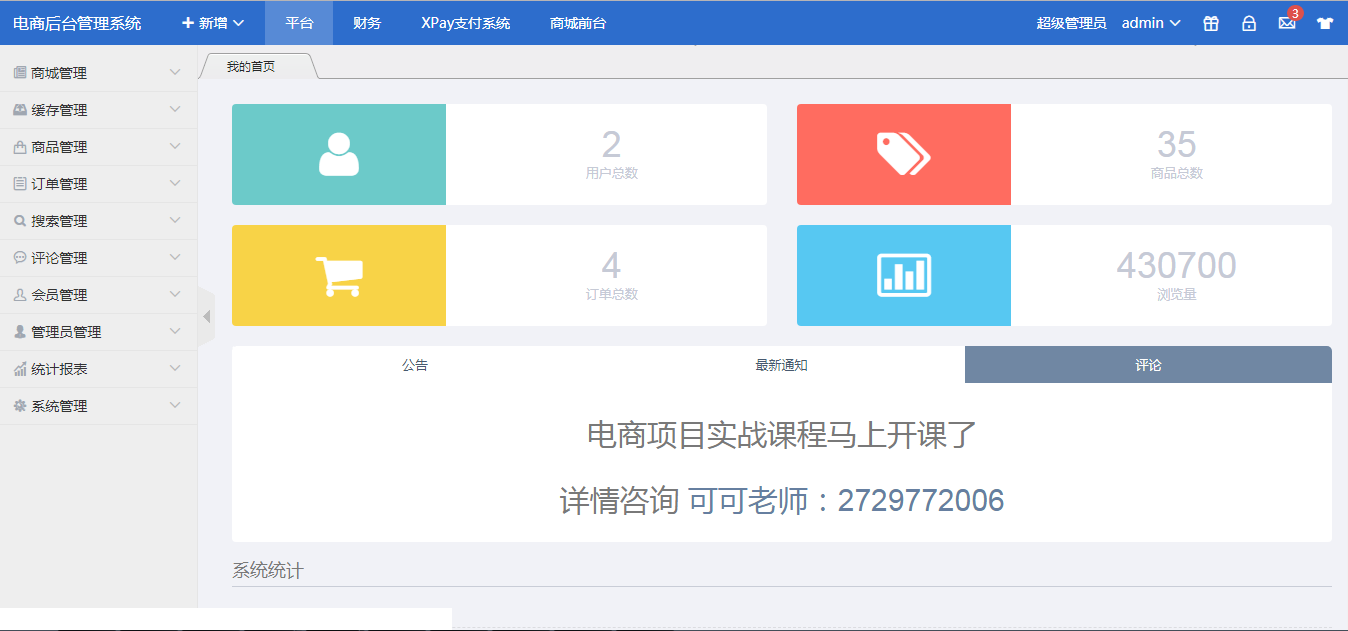 电商后台管理系统 新增 平台 财务 XPay支付系统 商城前台 超级管理员 admin 3
我的首页
商城管理
缓存管理
商品管理
订单管理
搜索管理
评论管理
会员管理
管理员管理
统计报表
系统管理
2
用户总数
35
商品总数
4
订单总数
430700
浏览量
公告 最新通知 评论
电商项目实战课程马上开课了
详情咨询 可可老师：2729772006
系统统计